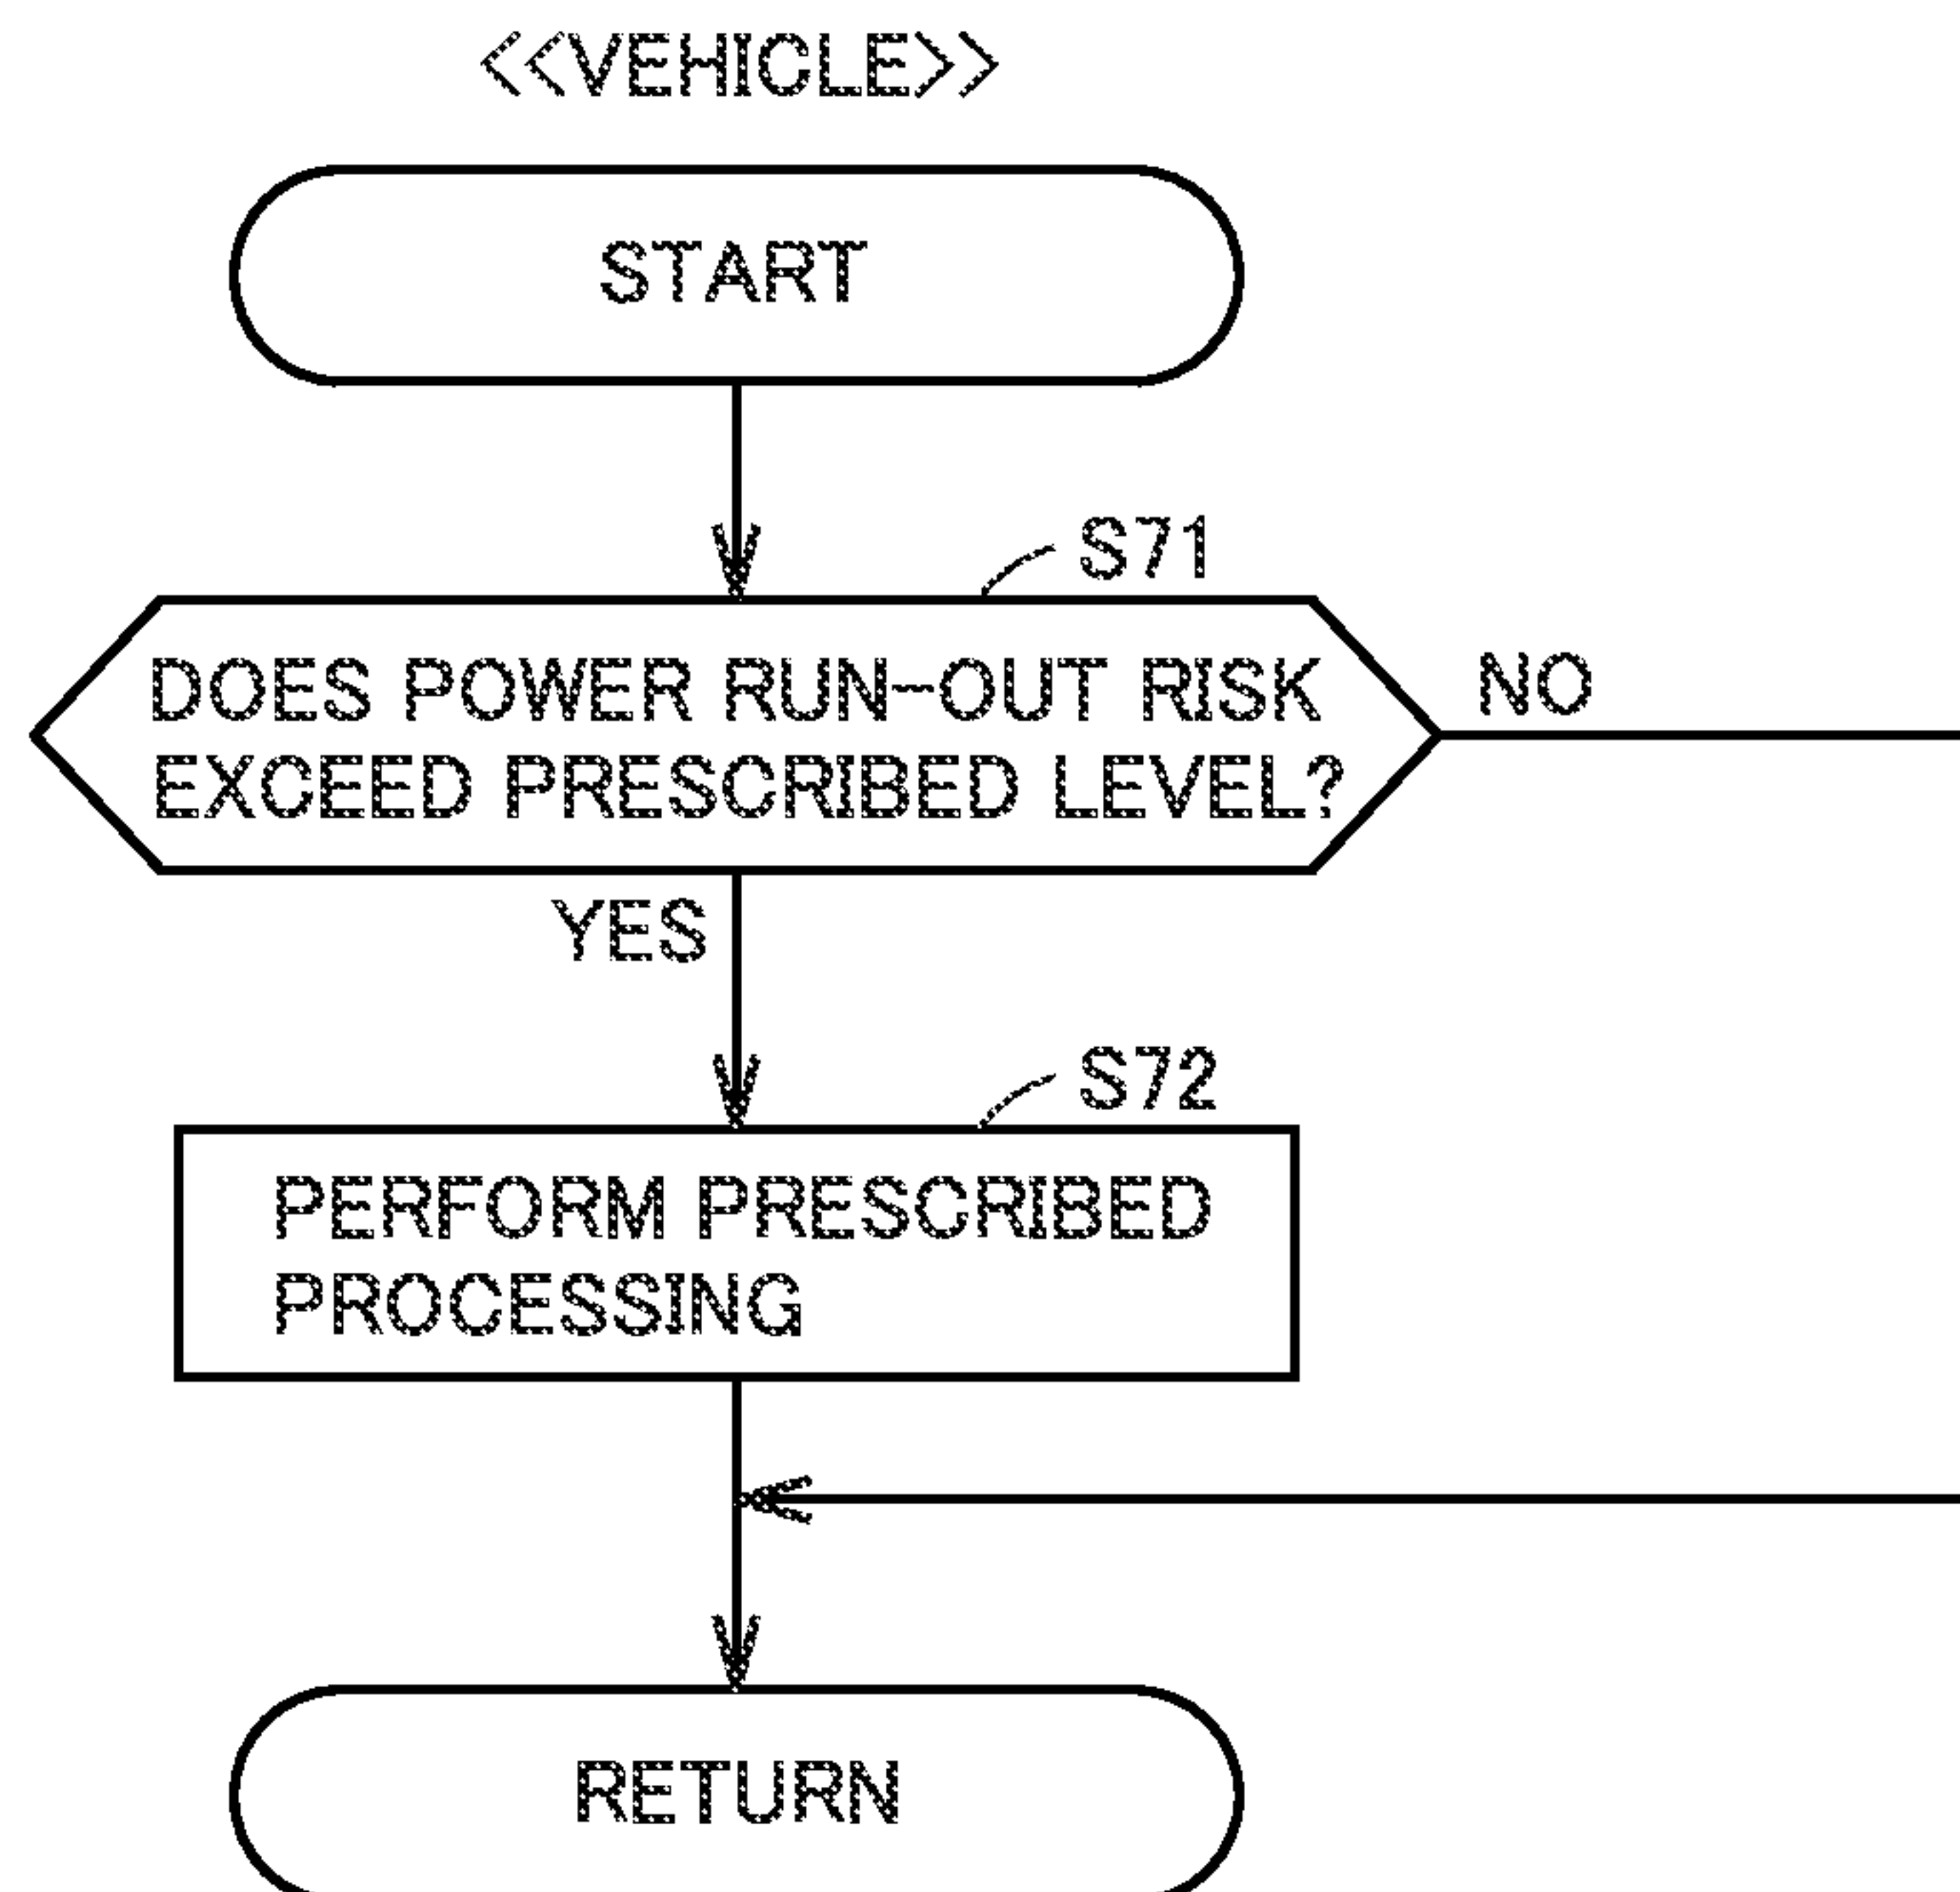 <<VEHICLE>>
START
S71
DOES POWER RUN-OUT RISK
EXCEED PRESCRIBED LEVEL?
NO
YES
S72
PERFORM PRESCRIBED
PROCESSING
RETURN